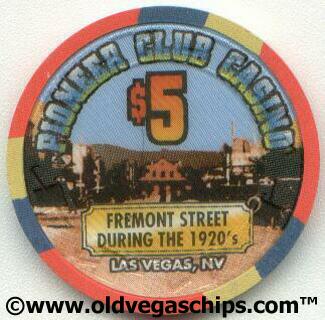 PIONEER CLUB CASINO
$5
FREMONT STREET
DURING THE 1920's
LAS VEGAS, NV
©www.oldvegaschips.com™